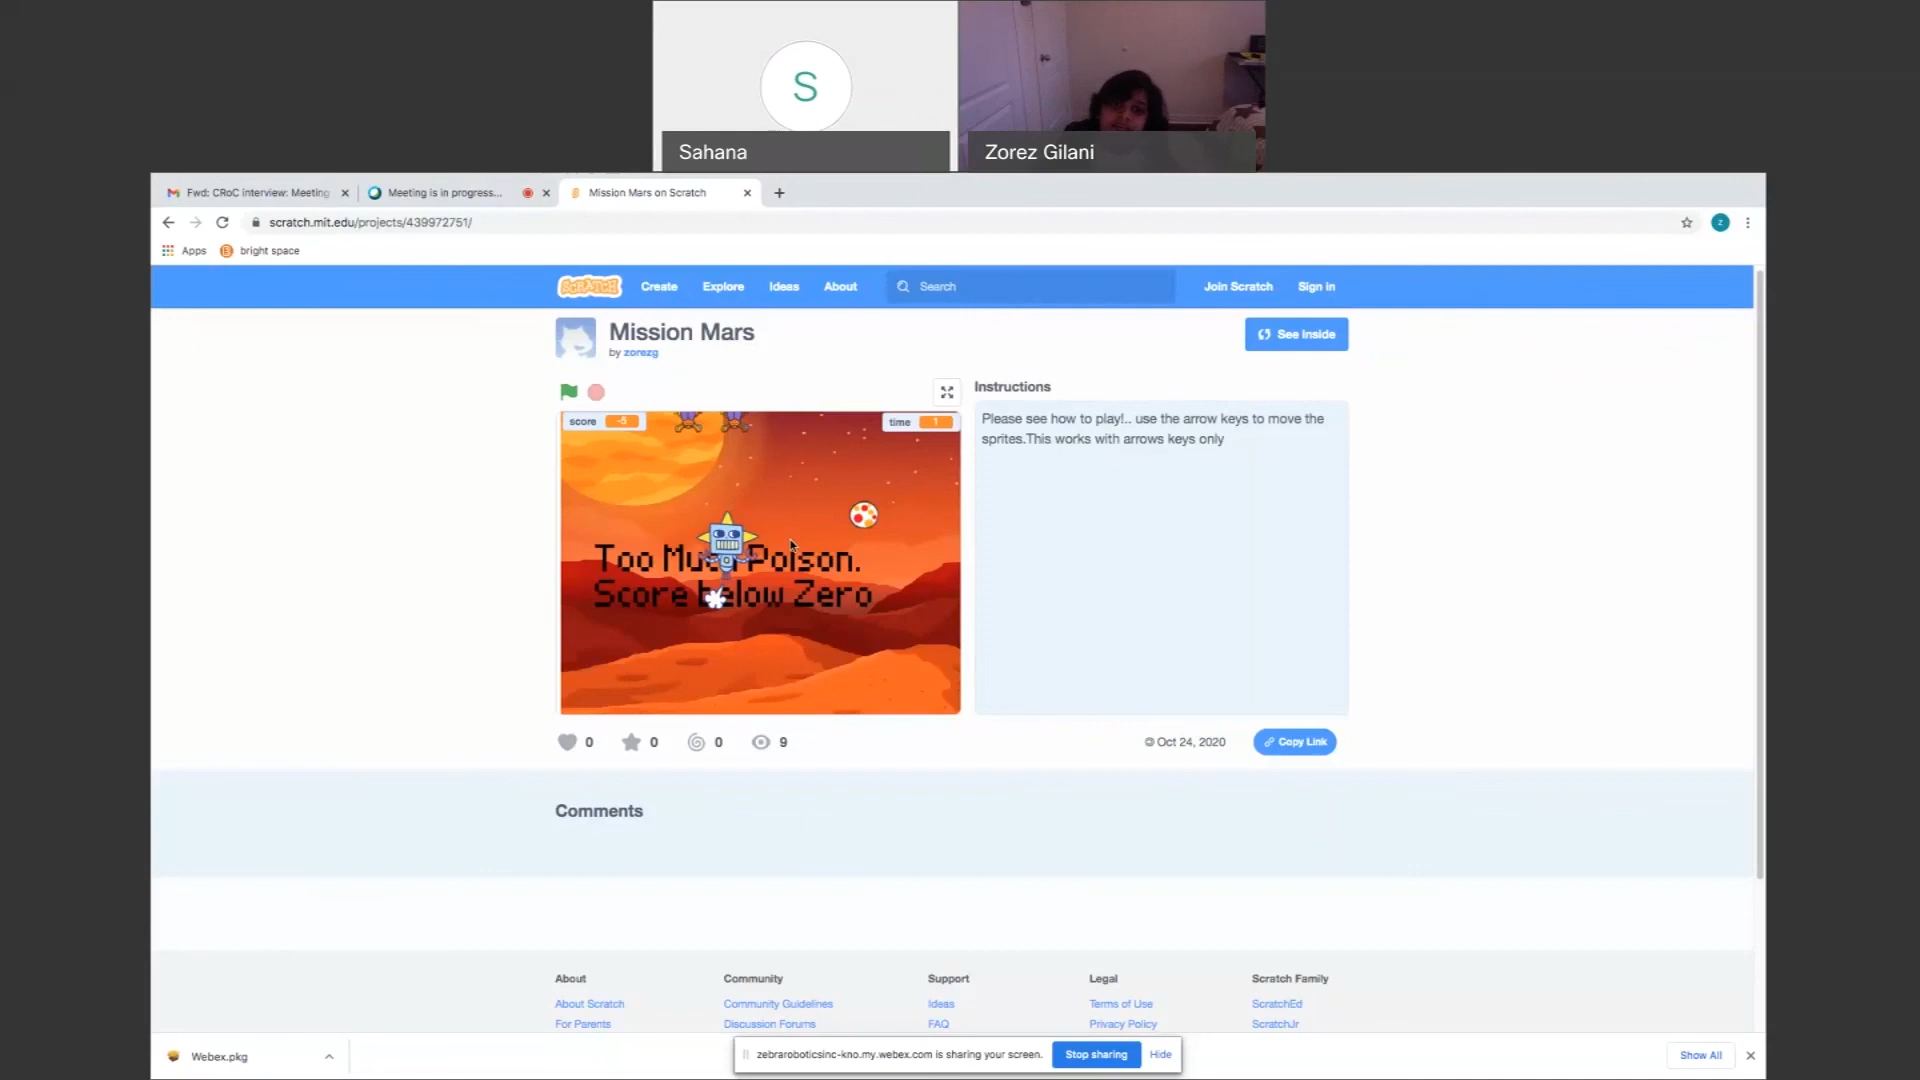 S
Sahana
Zorez Gilani
Fwd: CRoC interview: Meeting
Meeting is in progress...
Mission Mars on Scratch
scratch.mit.edu/projects/439972751/
z
Apps
bright space
SCRATCH
Create
Explore
Ideas
About
Search
Join Scratch
Sign in
Mission Mars
by zorezg
See inside
Instructions
Please see how to play!.. use the arrow keys to move the
sprites.This works with arrows keys only
score -5
time 1
Too Much Poison.
Score below Zero
0
0
0
9
© Oct 24, 2020
Copy Link
Comments
About
Community
Support
Legal
Scratch Family
About Scratch
Community Guidelines
Ideas
Terms of Use
ScratchEd
For Parents
Discussion Forums
FAQ
Privacy Policy
ScratchJr
Webex.pkg
zebraroboticsinc-kno.my.webex.com is sharing your screen.
Stop sharing
Hide
Show All